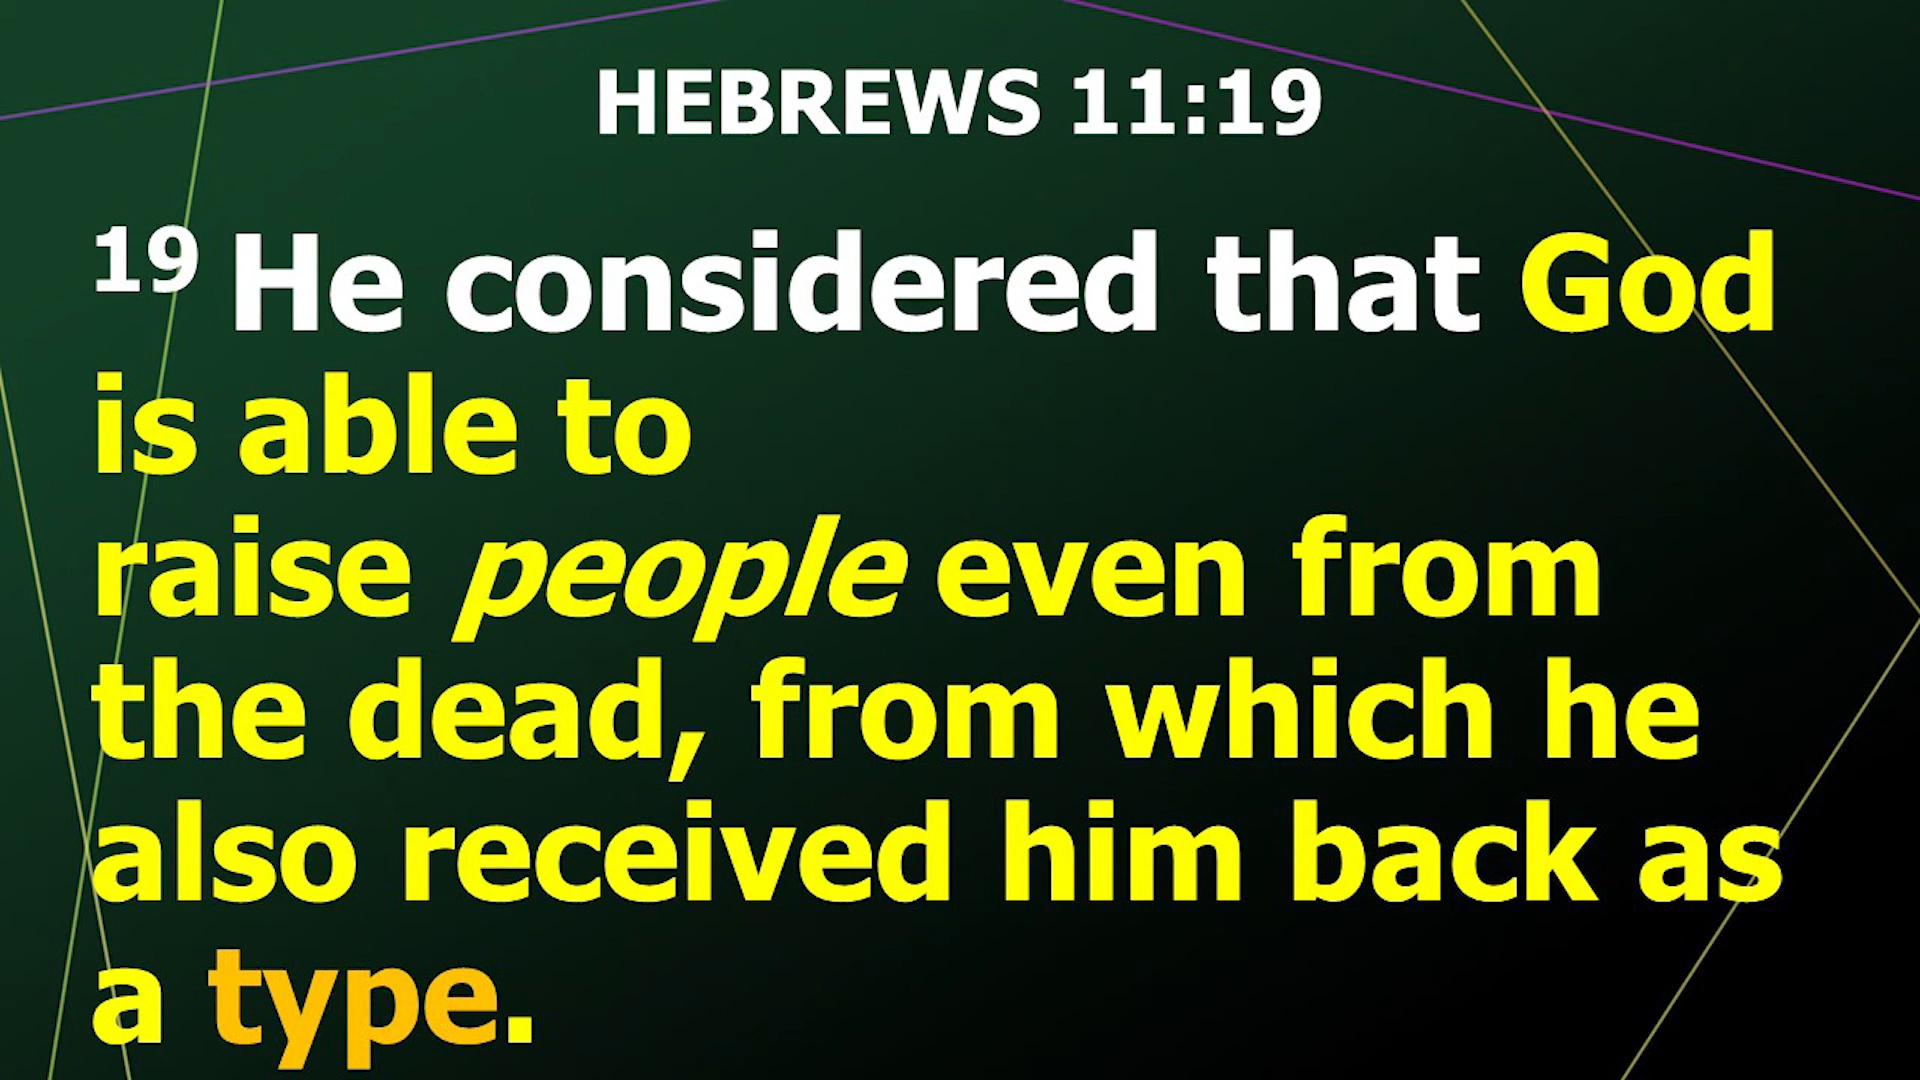 HEBREWS 11:19
19 He considered that God
is able to
raise people even from
the dead, from which he
also received him back as
a type.